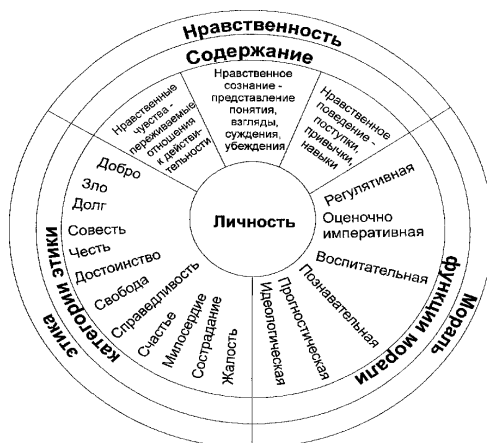 Нравственность
Содержание
Нравственные
чувства -
переживаемые
отношения
к действи-
тельности
Нравственное
сознание -
представление
понятия,
взгляды,
суждения,
убеждения
Нравственное
поведение -
поступки,
привычки,
навыки
Личность
этика
категории этики
Добро
Зло
Долг
Совесть
Честь
Достоинство
Свобода
Справедливость
Счастье
Милосердие
Сострадание
Жалость
Мораль
функции морали
Регулятивная
Оценочно
императивная
Воспитательная
Познавательная
Прогностическая
Идеологическая